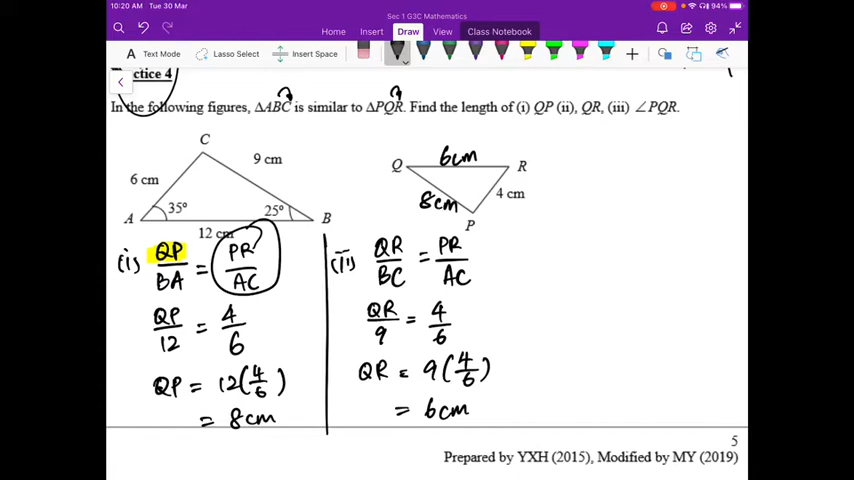 10:20 AM Tue 30 Mar
94%
Sec 1 G3C Mathematics
Home Insert Draw View Class Notebook
Text Mode Lasso Select Insert Space
ctice 4
In the following figures, ΔABC is similar to ΔPQR. Find the length of (i) QP (ii), QR, (iii) ∠PQR.
C
9 cm
6 cm
35°
25°
A
B
12 cm
6cm
Q
R
8cm
4 cm
P
(i) QP/BA = PR/AC
QP/12 = 4/6
QP = 12(4/6)
= 8cm
(ii) QR/BC = PR/AC
QR/9 = 4/6
QR = 9(4/6)
= 6cm
5
Prepared by YXH (2015), Modified by MY (2019)